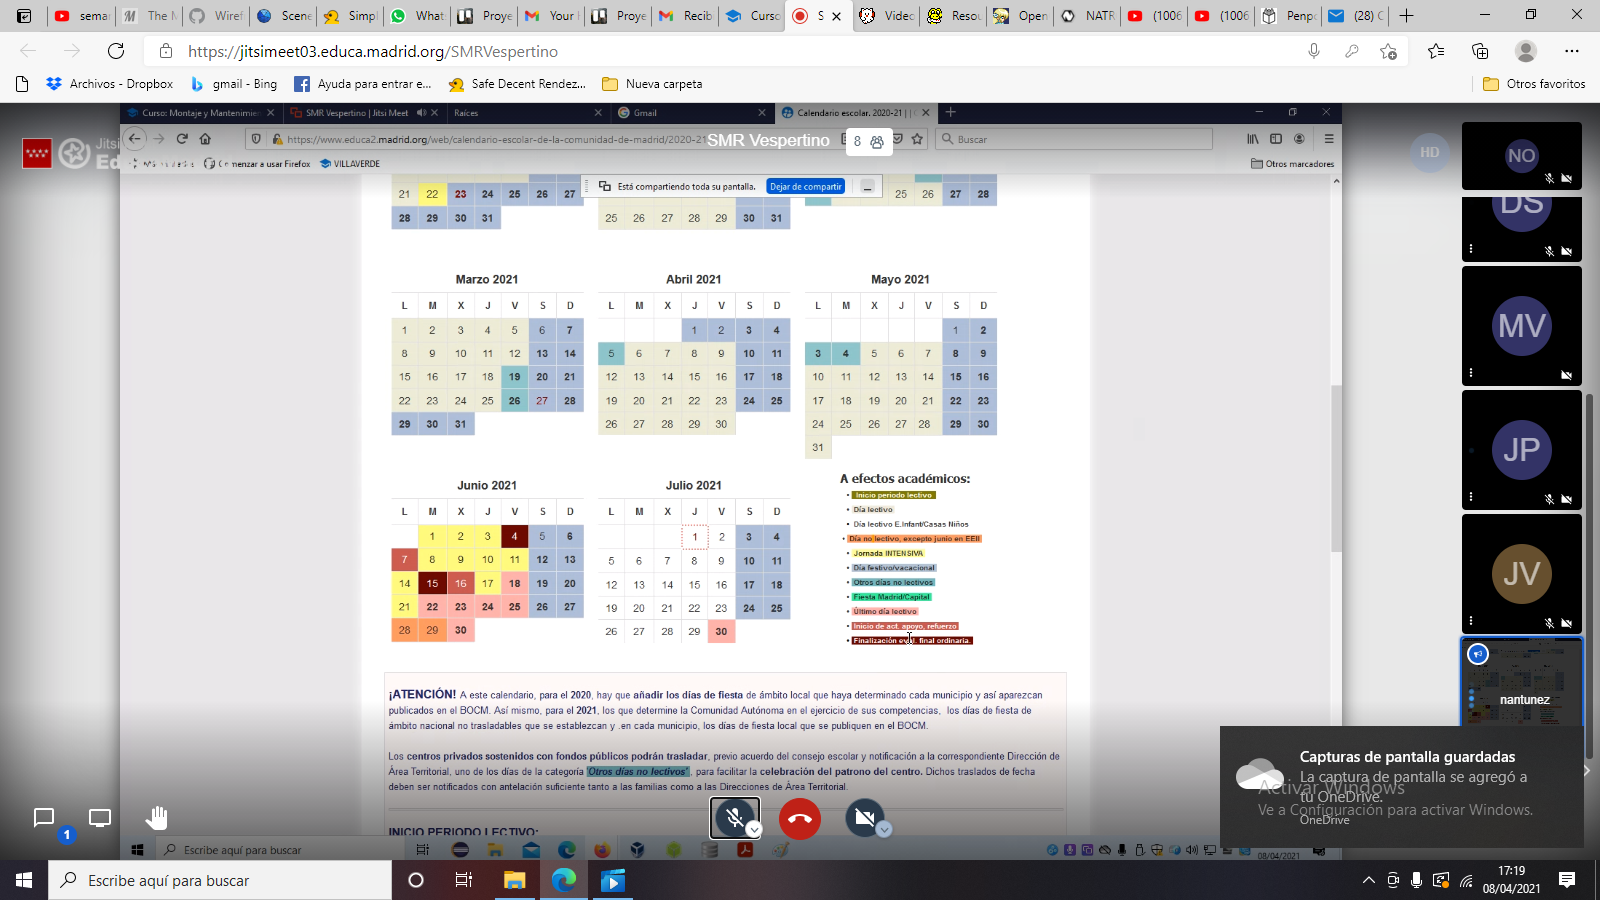 semar
The M
Wiref
Scene
Simpl
What
Proye
Your H
Proye
Recib
Curso
S
Videc
Resou
Open
NATR
(1006
(1006
Penpo
(28) C
https://jitsimeet03.educa.madrid.org/SMRVespertino
Archivos - Dropbox
gmail - Bing
Ayuda para entrar e...
Safe Decent Rendez...
Nueva carpeta
Otros favoritos
Curso: Montaje y Mantenimie
SMR Vespertino | Jitsi Meet
Raíces
Gmail
Calendario escolar. 2020-21 | | C
https://www.educa2.madrid.org/web/calendario-escolar-de-la-comunidad-de-madrid/2020-21
SMR Vespertino
8
Buscar
Jitsi
Comenzar a usar Firefox
VILLAVERDE
Otros marcadores
Está compartiendo toda su pantalla.
Dejar de compartir
21 22 23 24 25 26 27
25 26 27 28
28 29 30 31
25 26 27 28 29 30 31
Marzo 2021
L M X J V S D
1 2 3 4 5 6 7
8 9 10 11 12 13 14
15 16 17 18 19 20 21
22 23 24 25 26 27 28
29 30 31
Abril 2021
L M X J V S D
1 2 3 4
5 6 7 8 9 10 11
12 13 14 15 16 17 18
19 20 21 22 23 24 25
26 27 28 29 30
Mayo 2021
L M X J V S D
1 2
3 4 5 6 7 8 9
10 11 12 13 14 15 16
17 18 19 20 21 22 23
24 25 26 27 28 29 30
31
Junio 2021
L M X J V S D
1 2 3 4 5 6
7 8 9 10 11 12 13
14 15 16 17 18 19 20
21 22 23 24 25 26 27
28 29 30
Julio 2021
L M X J V S D
1 2 3 4
5 6 7 8 9 10 11
12 13 14 15 16 17 18
19 20 21 22 23 24 25
26 27 28 29 30
A efectos académicos:
Inicio periodo lectivo
Día lectivo
Día lectivo E.Infant/Casas Niños
Día no lectivo, excepto junio en EEII
Jornada INTENSIVA
Día festivo/vacacional
Otros días no lectivos
Fiesta Madrid/Capital
Último día lectivo
Inicio de act. apoyo, refuerzo
Finalización eval. final ordinaria.
¡ATENCIÓN! A este calendario, para el 2020, hay que añadir los días de fiesta de ámbito local que haya determinado cada municipio y así aparezcan
publicados en el BOCM. Así mismo, para el 2021, los que determine la Comunidad Autónoma en el ejercicio de sus competencias, los días de fiesta de
ámbito nacional no trasladables que se establezcan y .en cada municipio, los días de fiesta local que se publiquen en el BOCM.
Los centros privados sostenidos con fondos públicos podrán trasladar, previo acuerdo del consejo escolar y notificación a la correspondiente Dirección de
Área Territorial, uno de los días de la categoría "Otros días no lectivos", para facilitar la celebración del patrono del centro. Dichos traslados de fecha
deben ser notificados con antelación suficiente tanto a las familias como a las Direcciones de Área Territorial.
INICIO PERIODO LECTIVO:
HD
NO
DS
MV
JP
JV
nantunez
Capturas de pantalla guardadas
La captura de pantalla se agregó a
tu OneDrive.
OneDrive
Activar Windows
Ve a Configuración para activar Windows.
1
Escribe aquí para buscar
08/04/2021
Escribe aquí para buscar
17:19
08/04/2021